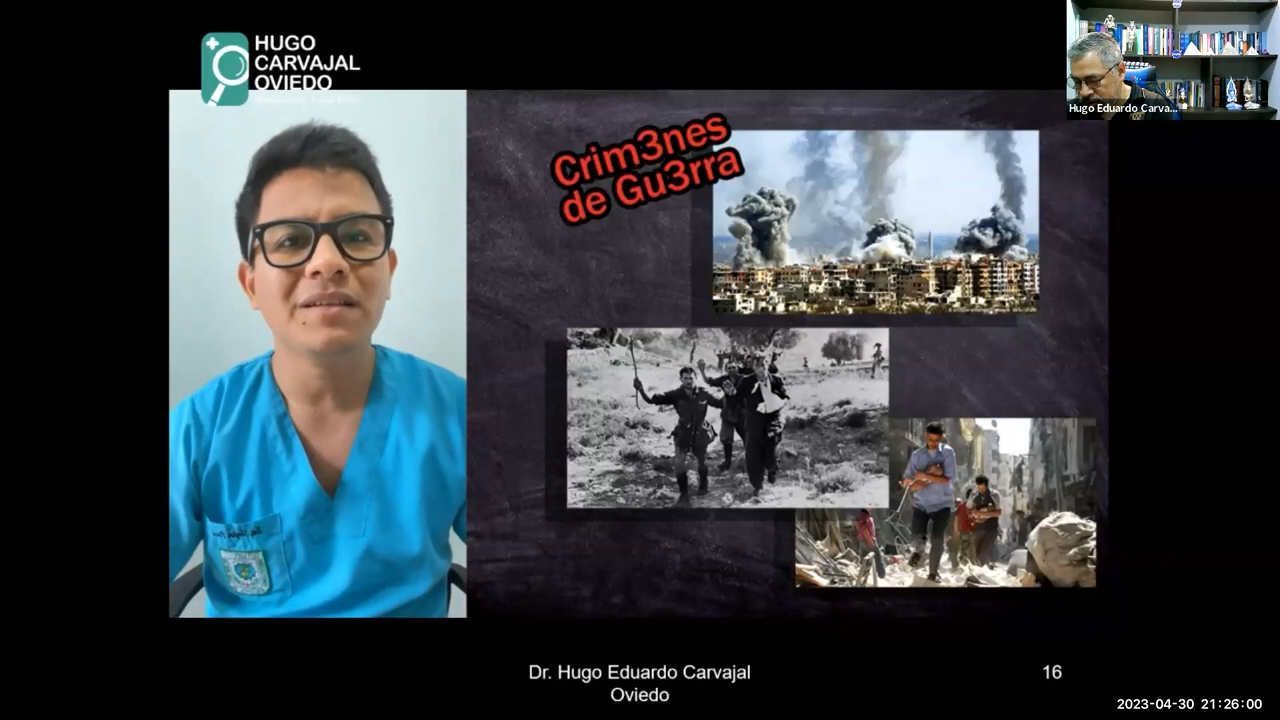 HUGO
CARVAJAL
OVIEDO
Hugo Eduardo Carva...
Crim3nes
de Gu3rra
Dr. Hugo Eduardo Carvajal
Oviedo
16
2023-04-30 21:26:00